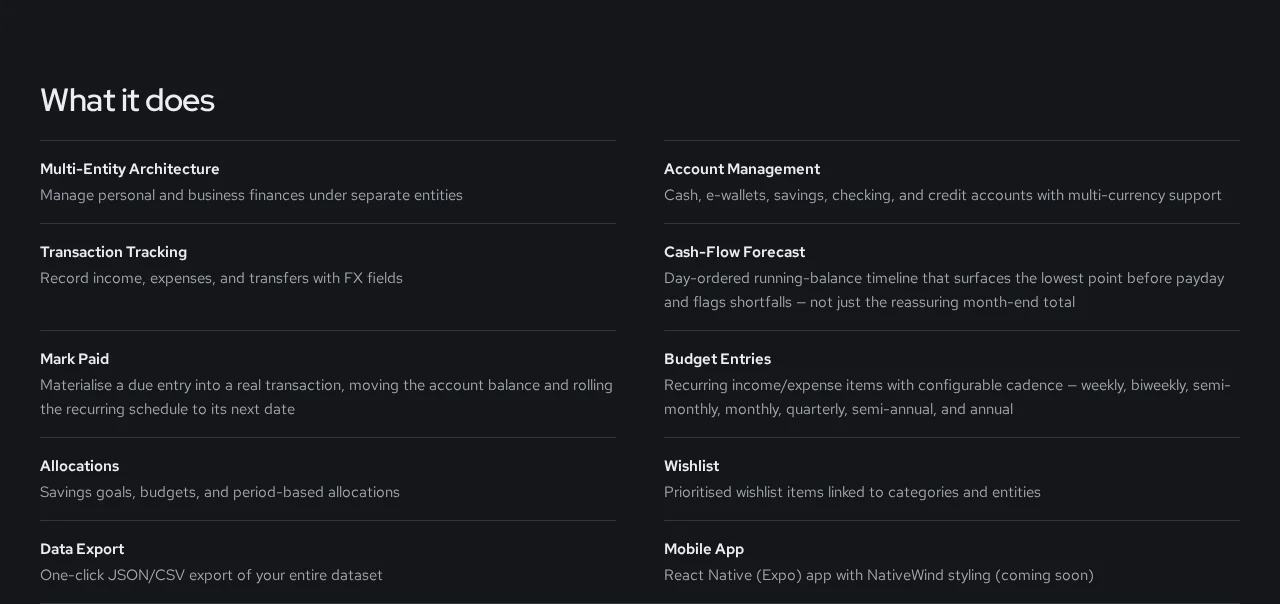 What it does
Multi-Entity Architecture
Manage personal and business finances under separate entities
Account Management
Cash, e-wallets, savings, checking, and credit accounts with multi-currency support
Transaction Tracking
Record income, expenses, and transfers with FX fields
Cash-Flow Forecast
Day-ordered running-balance timeline that surfaces the lowest point before payday
and flags shortfalls — not just the reassuring month-end total
Mark Paid
Materialise a due entry into a real transaction, moving the account balance and rolling
the recurring schedule to its next date
Budget Entries
Recurring income/expense items with configurable cadence — weekly, biweekly, semi-
monthly, monthly, quarterly, semi-annual, and annual
Allocations
Savings goals, budgets, and period-based allocations
Wishlist
Prioritised wishlist items linked to categories and entities
Data Export
One-click JSON/CSV export of your entire dataset
Mobile App
React Native (Expo) app with NativeWind styling (coming soon)